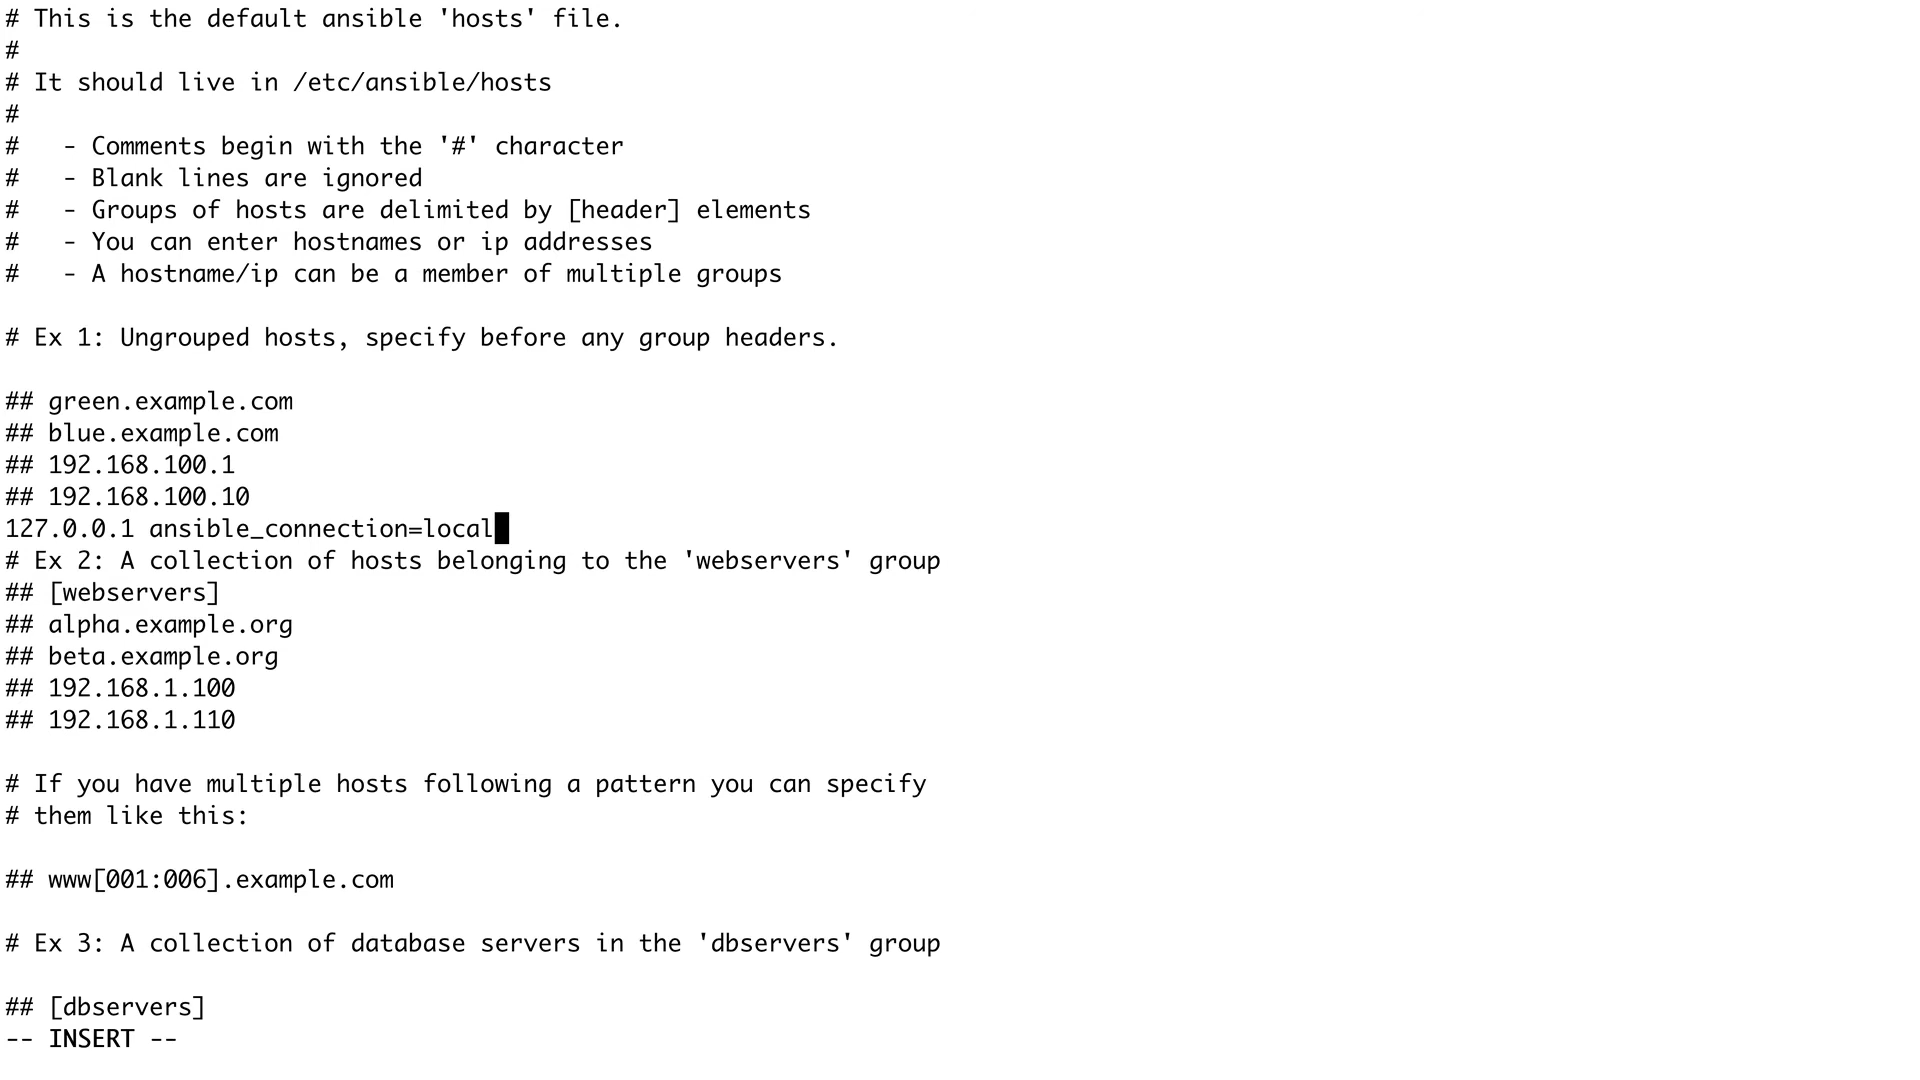 # This is the default ansible 'hosts' file.
#
# It should live in /etc/ansible/hosts
#
#   - Comments begin with the '#' character
#   - Blank lines are ignored
#   - Groups of hosts are delimited by [header] elements
#   - You can enter hostnames or ip addresses
#   - A hostname/ip can be a member of multiple groups
# Ex 1: Ungrouped hosts, specify before any group headers.
## green.example.com
## blue.example.com
## 192.168.100.1
## 192.168.100.10
127.0.0.1 ansible_connection=local
# Ex 2: A collection of hosts belonging to the 'webservers' group
## [webservers]
## alpha.example.org
## beta.example.org
## 192.168.1.100
## 192.168.1.110
# If you have multiple hosts following a pattern you can specify
# them like this:
## www[001:006].example.com
# Ex 3: A collection of database servers in the 'dbservers' group
## [dbservers]
-- INSERT --